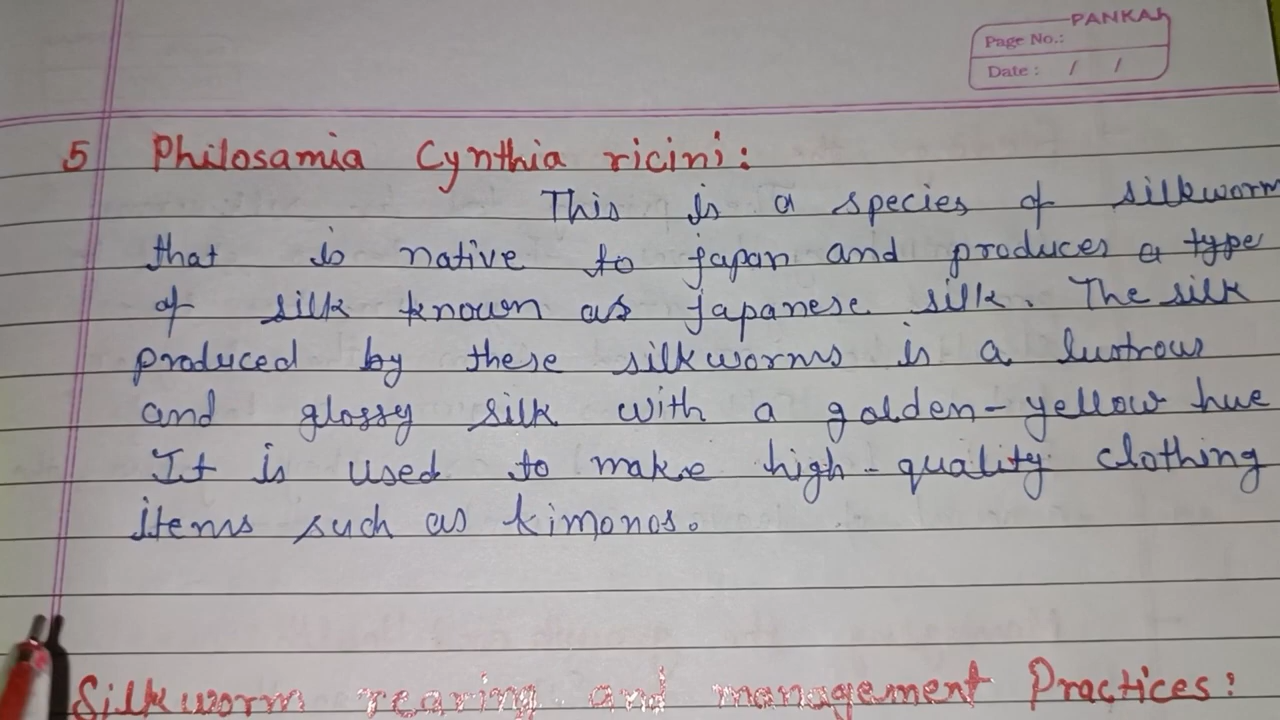 PANKAJ
Page No.:
Date : / /
5 Philosamia Cynthia ricini :
This is a species of silkworm
that is native to japan and produces a type
of silk known as japanese silk. The silk
produced by these silkworms is a lustrous
and glossy silk with a golden-yellow hue
It is used to make high-quality clothing
items such as kimonos.
Silkworm rearing and management Practices :